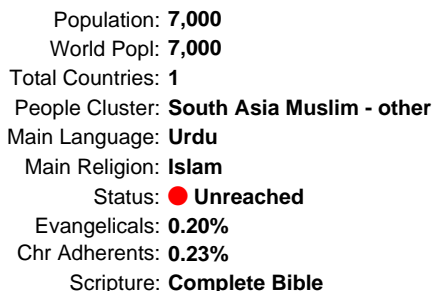 Population: 7,000
World Popl: 7,000
Total Countries: 1
People Cluster: South Asia Muslim - other
Main Language: Urdu
Main Religion: Islam
Status: Unreached
Evangelicals: 0.20%
Chr Adherents: 0.23%
Scripture: Complete Bible